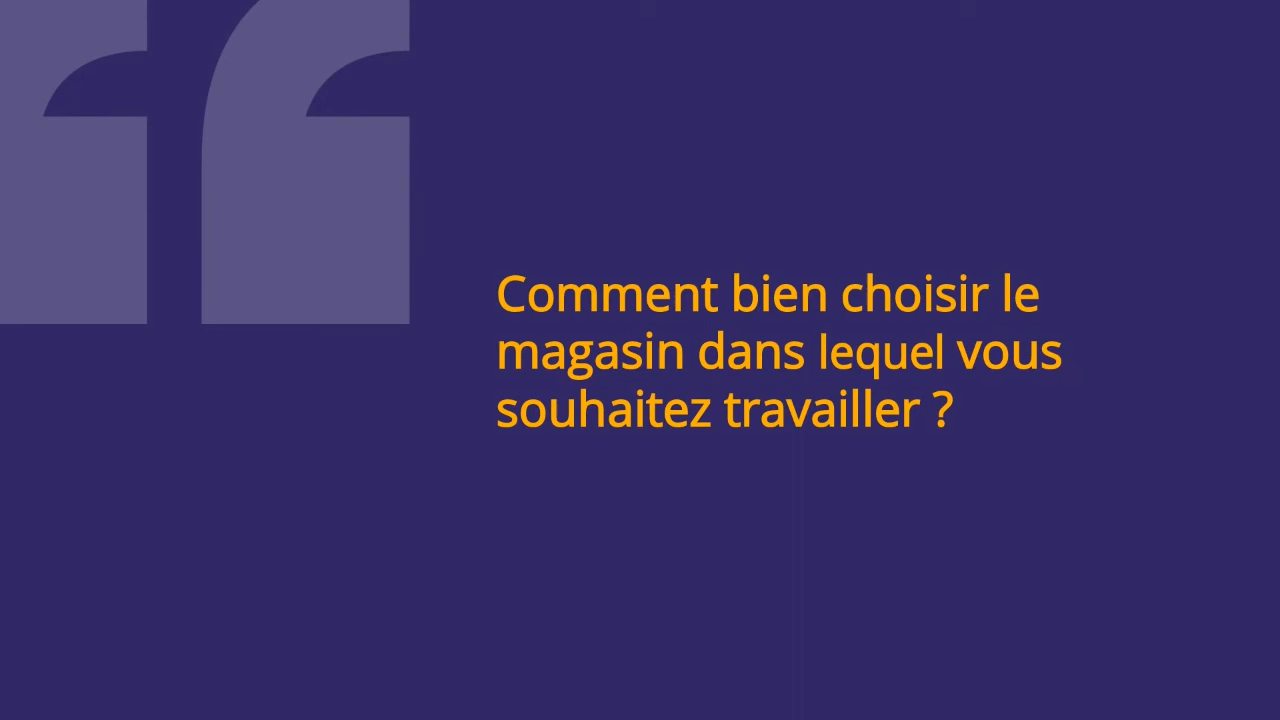 Comment bien choisir le
magasin dans lequel vous
souhaitez travailler ?